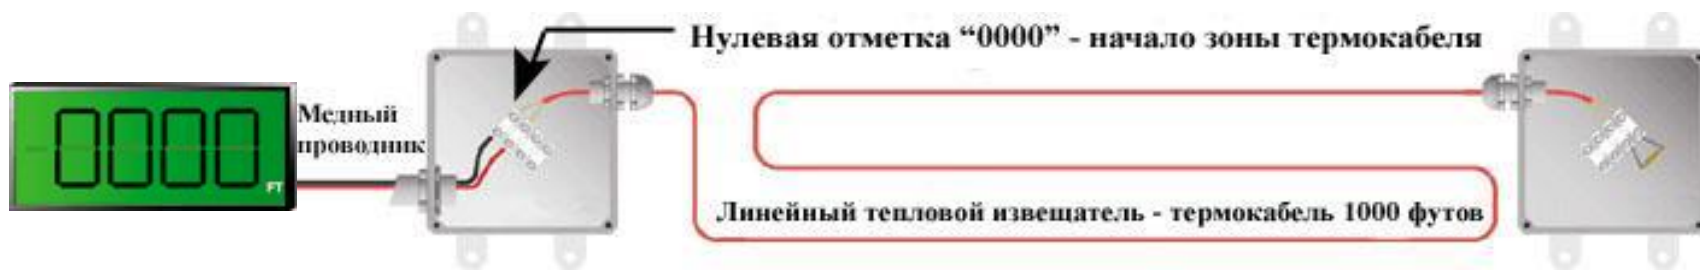 Нулевая отметка “0000” - начало зоны термокабеля
0000
FT
Медный
проводник
Линейный тепловой извещатель - термокабель 1000 футов